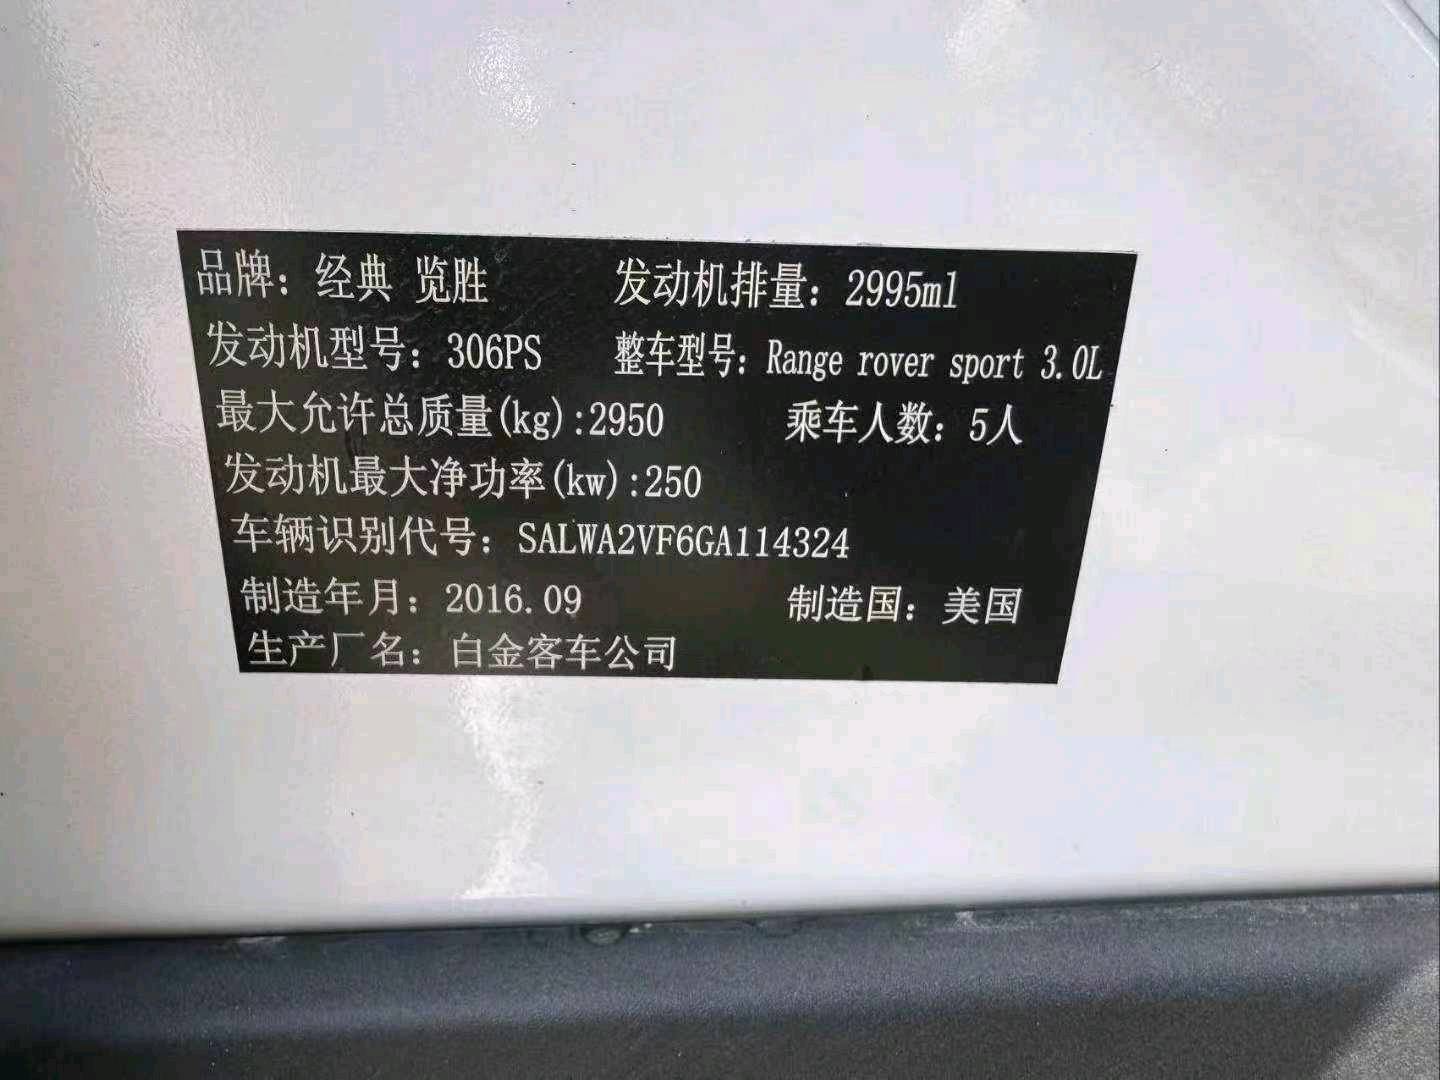 品牌：经典 览胜 发动机排量：2995ml
发动机型号：306PS 整车型号：Range rover sport 3.0L
最大允许总质量(kg):2950 乘车人数：5人
发动机最大净功率(kw):250
车辆识别代号：SALWA2VF6GA114324
制造年月：2016.09 制造国：美国
生产厂名：白金客车公司